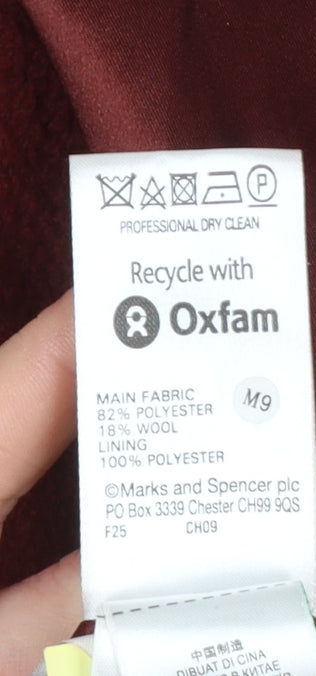 P
PROFESSIONAL DRY CLEAN
Recycle with
Oxfam
MAIN FABRIC
82% POLYESTER
18% WOOL
LINING
100% POLYESTER
M9
©Marks and Spencer plc
PO Box 3339 Chester CH99 9QS
F25 CH09
中国制造
DIBUAT DI CINA
В КИТАЕ